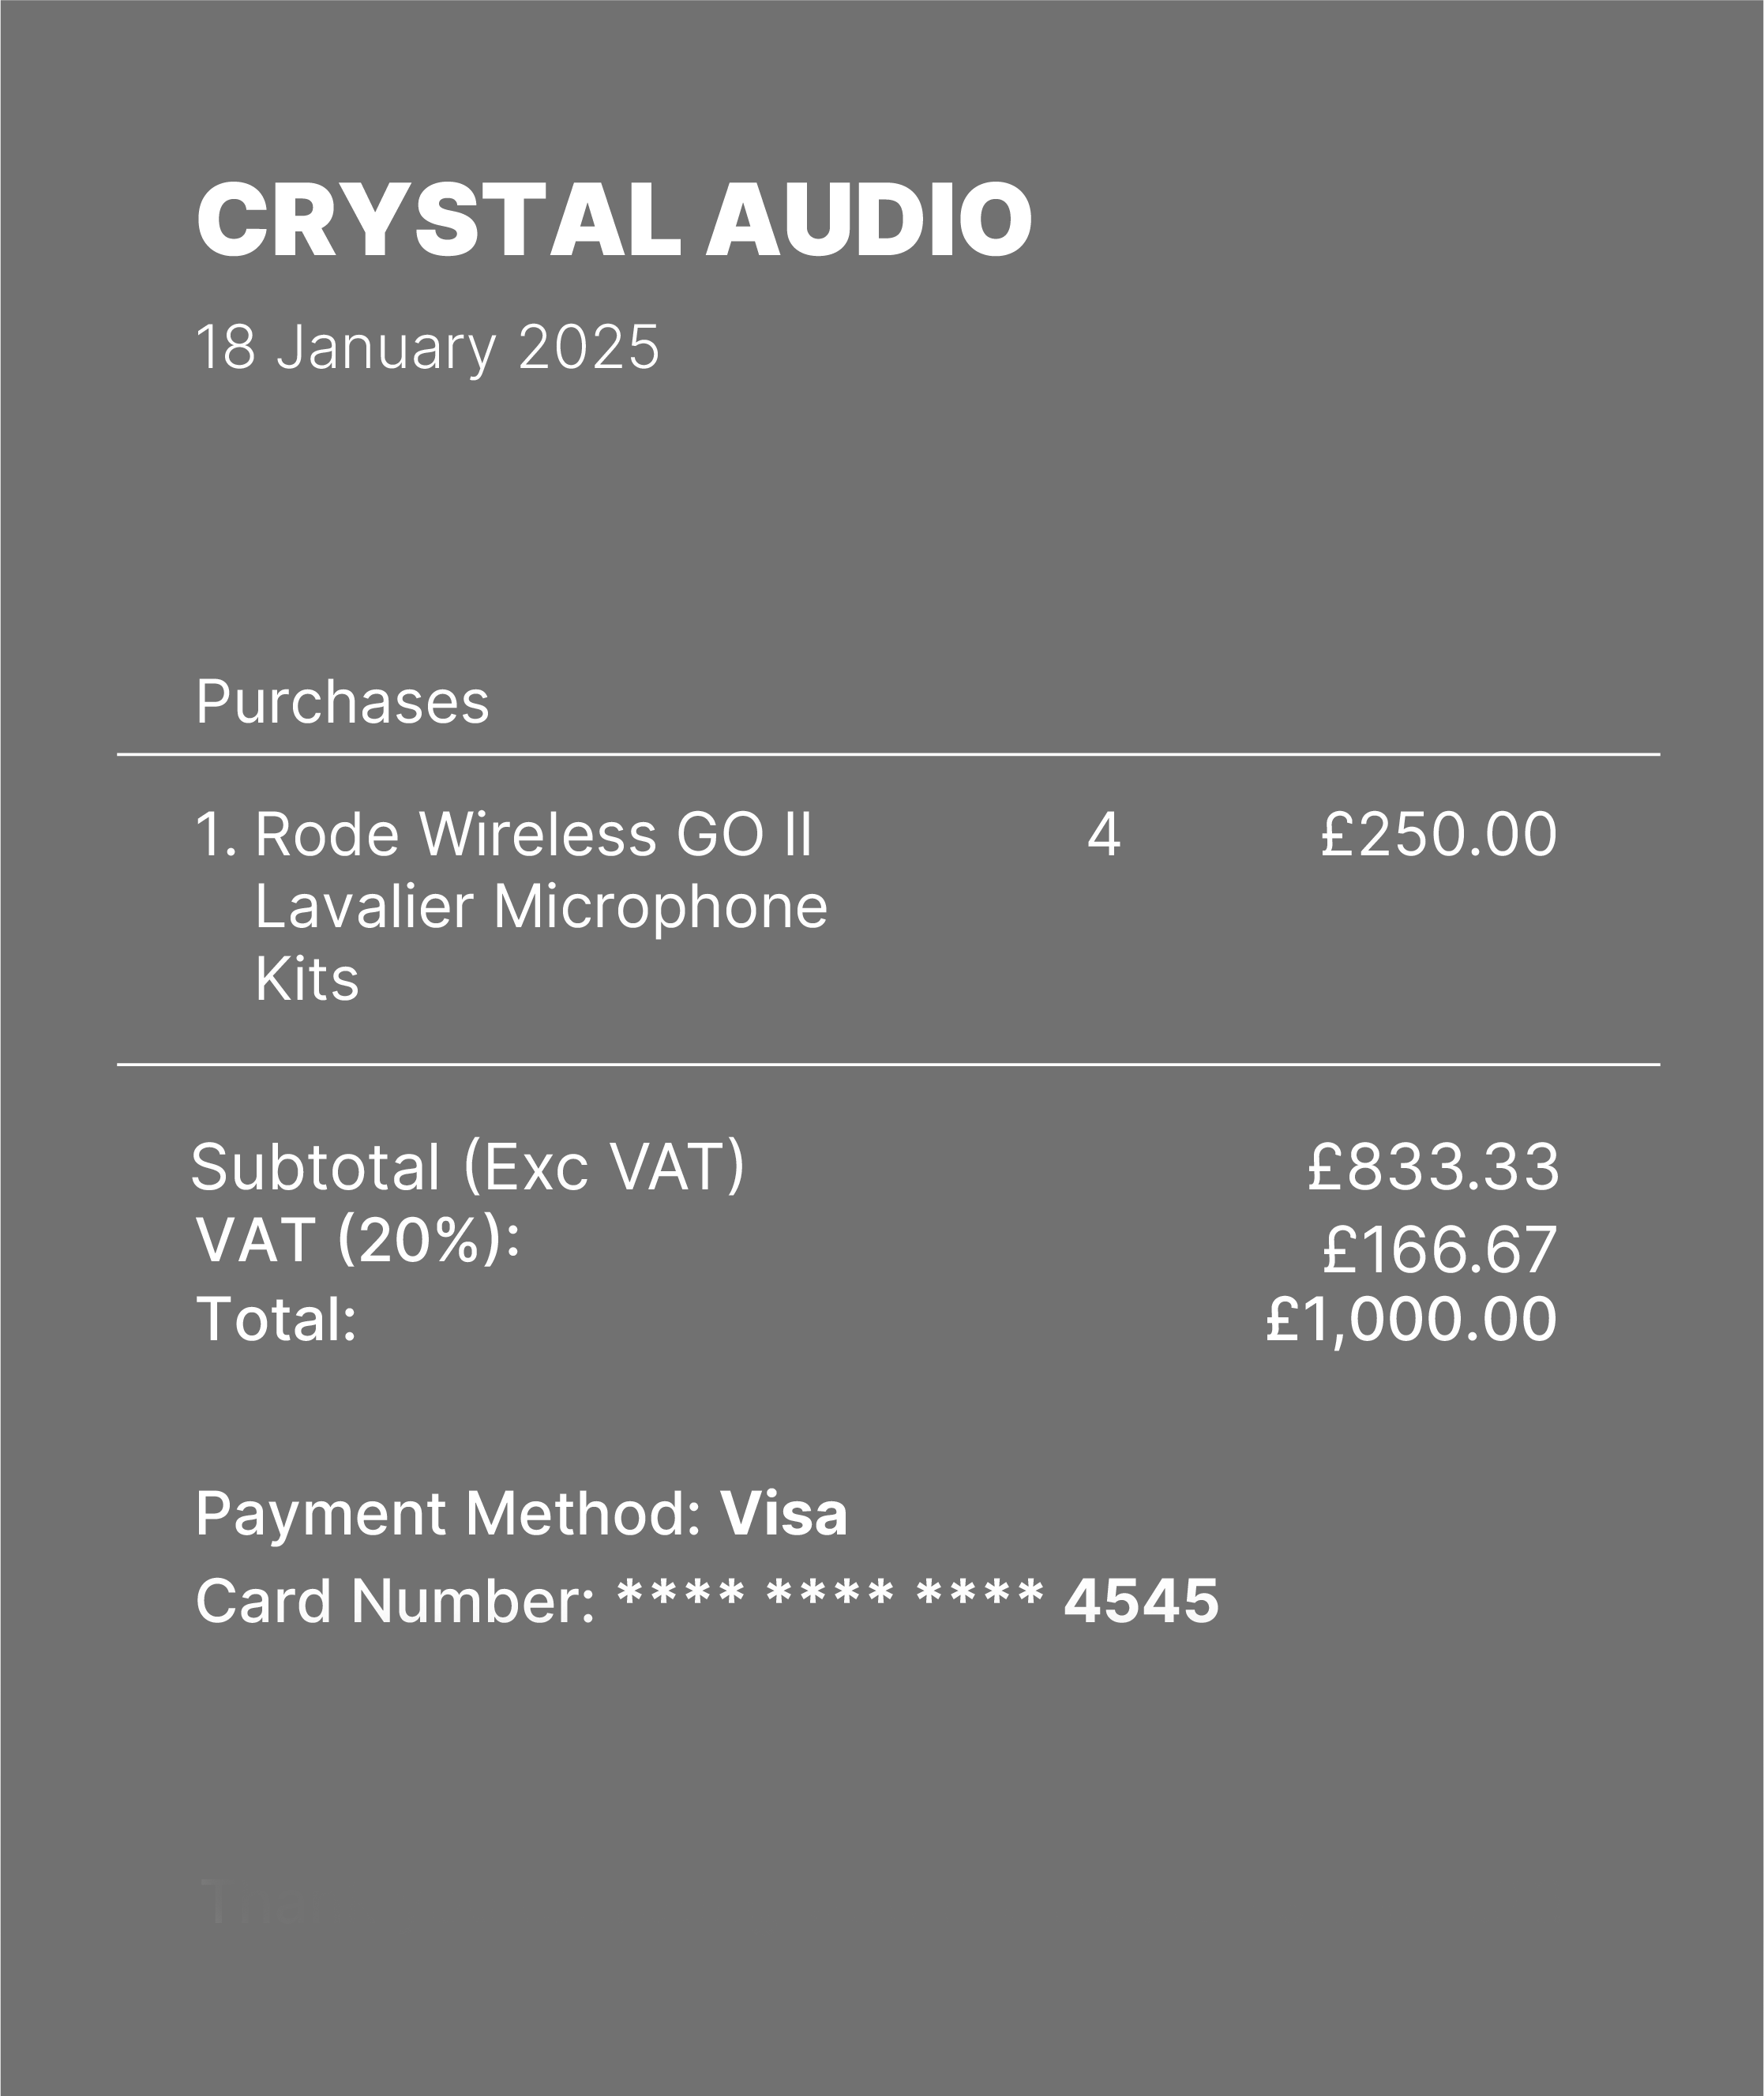 CRYSTAL AUDIO
18 January 2025
Purchases
1. Rode Wireless GO II 4 £250.00
Lavalier Microphone
Kits
Subtotal (Exc VAT) £833.33
VAT (20%): £166.67
Total: £1,000.00
Payment Method: Visa
Card Number: **** **** **** 4545